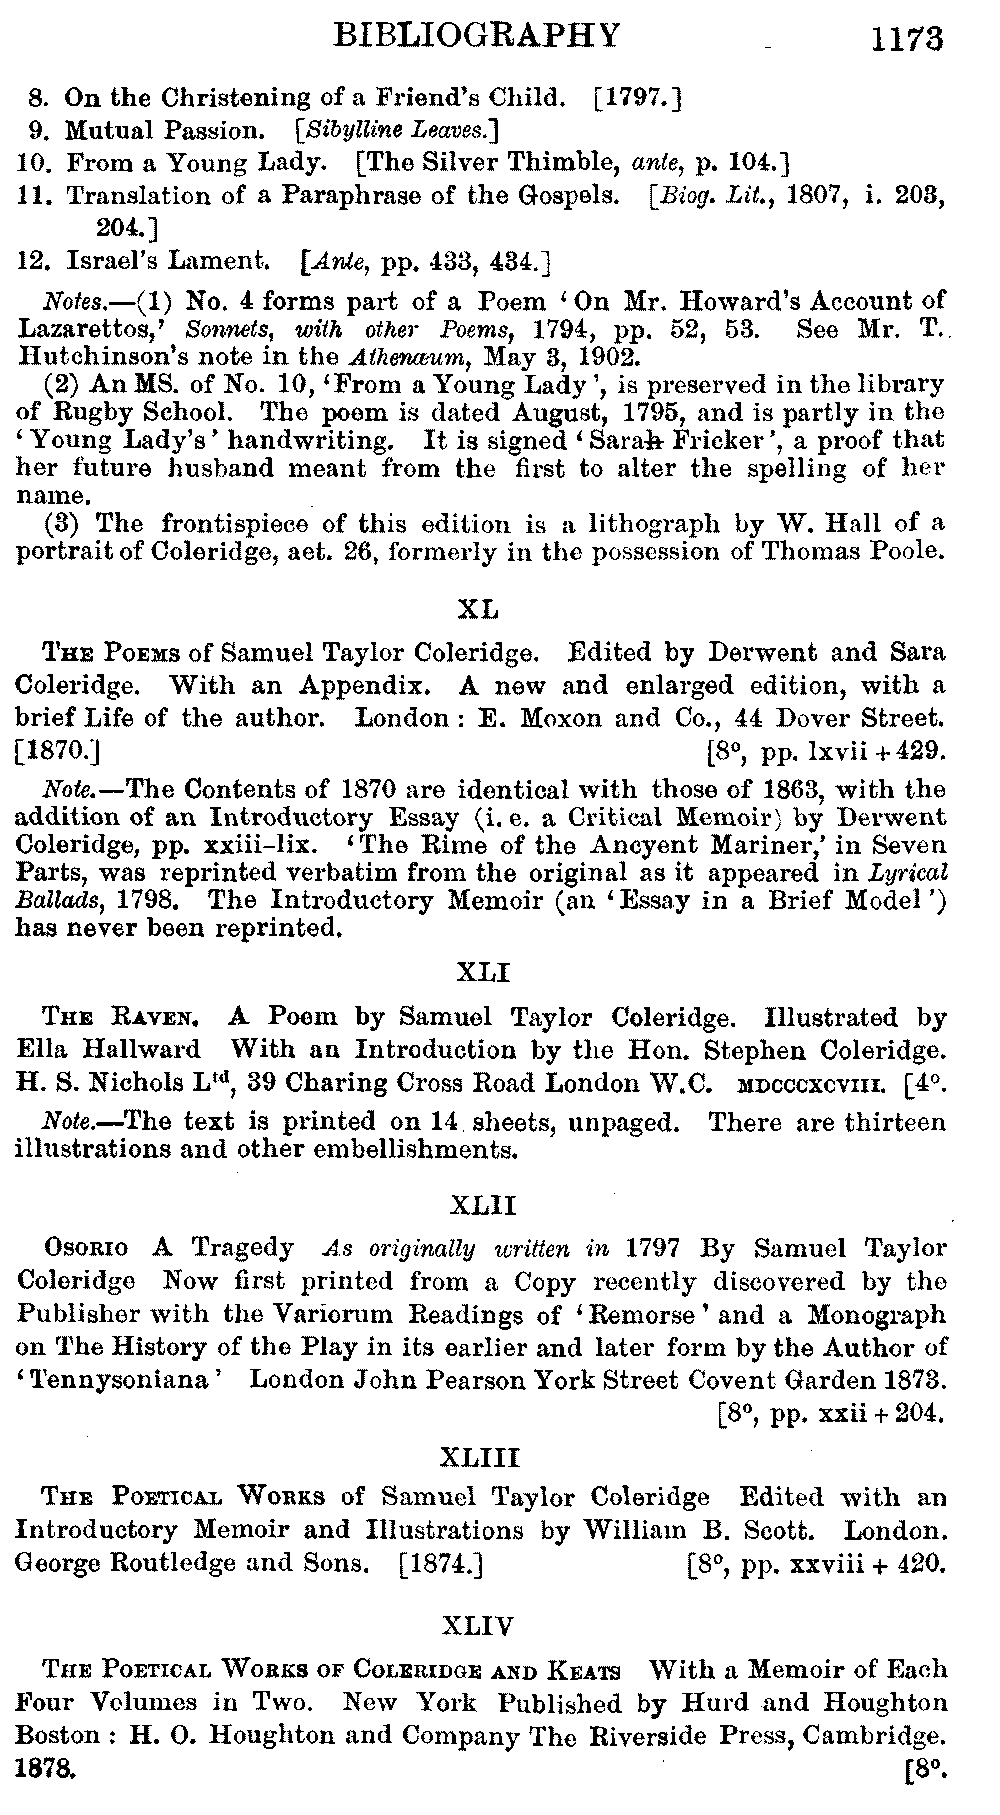 BIBLIOGRAPHY 1173
8. On the Christening of a Friend's Child. [1797.]
9. Mutual Passion. [Sibylline Leaves.]
10. From a Young Lady. [The Silver Thimble, ante, p. 104.]
11. Translation of a Paraphrase of the Gospels. [Biog. Lit., 1807, i. 203,
204.]
12. Israel's Lament. [Ante, pp. 433, 434.]
Notes.—(1) No. 4 forms part of a Poem ‘On Mr. Howard's Account of
Lazarettos,’ Sonnets, with other Poems, 1794, pp. 52, 53. See Mr. T.
Hutchinson's note in the Athenæum, May 3, 1902.
(2) An MS. of No. 10, ‘From a Young Lady’, is preserved in the library
of Rugby School. The poem is dated August, 1795, and is partly in the
‘Young Lady's’ handwriting. It is signed ‘Sarah Fricker’, a proof that
her future husband meant from the first to alter the spelling of her
name.
(3) The frontispiece of this edition is a lithograph by W. Hall of a
portrait of Coleridge, aet. 26, formerly in the possession of Thomas Poole.
XL
THE POEMS of Samuel Taylor Coleridge. Edited by Derwent and Sara
Coleridge. With an Appendix. A new and enlarged edition, with a
brief Life of the author. London: E. Moxon and Co., 44 Dover Street.
[1870.] [8º, pp. lxvii + 429.
Note.—The Contents of 1870 are identical with those of 1863, with the
addition of an Introductory Essay (i. e. a Critical Memoir) by Derwent
Coleridge, pp. xxiii–lix. ‘The Rime of the Ancyent Mariner,’ in Seven
Parts, was reprinted verbatim from the original as it appeared in Lyrical
Ballads, 1798. The Introductory Memoir (an ‘Essay in a Brief Model’)
has never been reprinted.
XLI
THE RAVEN. A Poem by Samuel Taylor Coleridge. Illustrated by
Ella Hallward With an Introduction by the Hon. Stephen Coleridge.
H. S. Nichols Ltd, 39 Charing Cross Road London W.C. MDCCCXCVIII. [4º.
Note.—The text is printed on 14 sheets, unpaged. There are thirteen
illustrations and other embellishments.
XLII
OSORIO A Tragedy As originally written in 1797 By Samuel Taylor
Coleridge Now first printed from a Copy recently discovered by the
Publisher with the Variorum Readings of ‘Remorse’ and a Monograph
on The History of the Play in its earlier and later form by the Author of
‘Tennysoniana’ London John Pearson York Street Covent Garden 1873.
[8º, pp. xxii + 204.
XLIII
THE POETICAL WORKS of Samuel Taylor Coleridge Edited with an
Introductory Memoir and Illustrations by William B. Scott. London.
George Routledge and Sons. [1874.] [8º, pp. xxviii + 420.
XLIV
THE POETICAL WORKS OF COLERIDGE AND KEATS With a Memoir of Each
Four Volumes in Two. New York Published by Hurd and Houghton
Boston: H. O. Houghton and Company The Riverside Press, Cambridge.
1878. [8º.